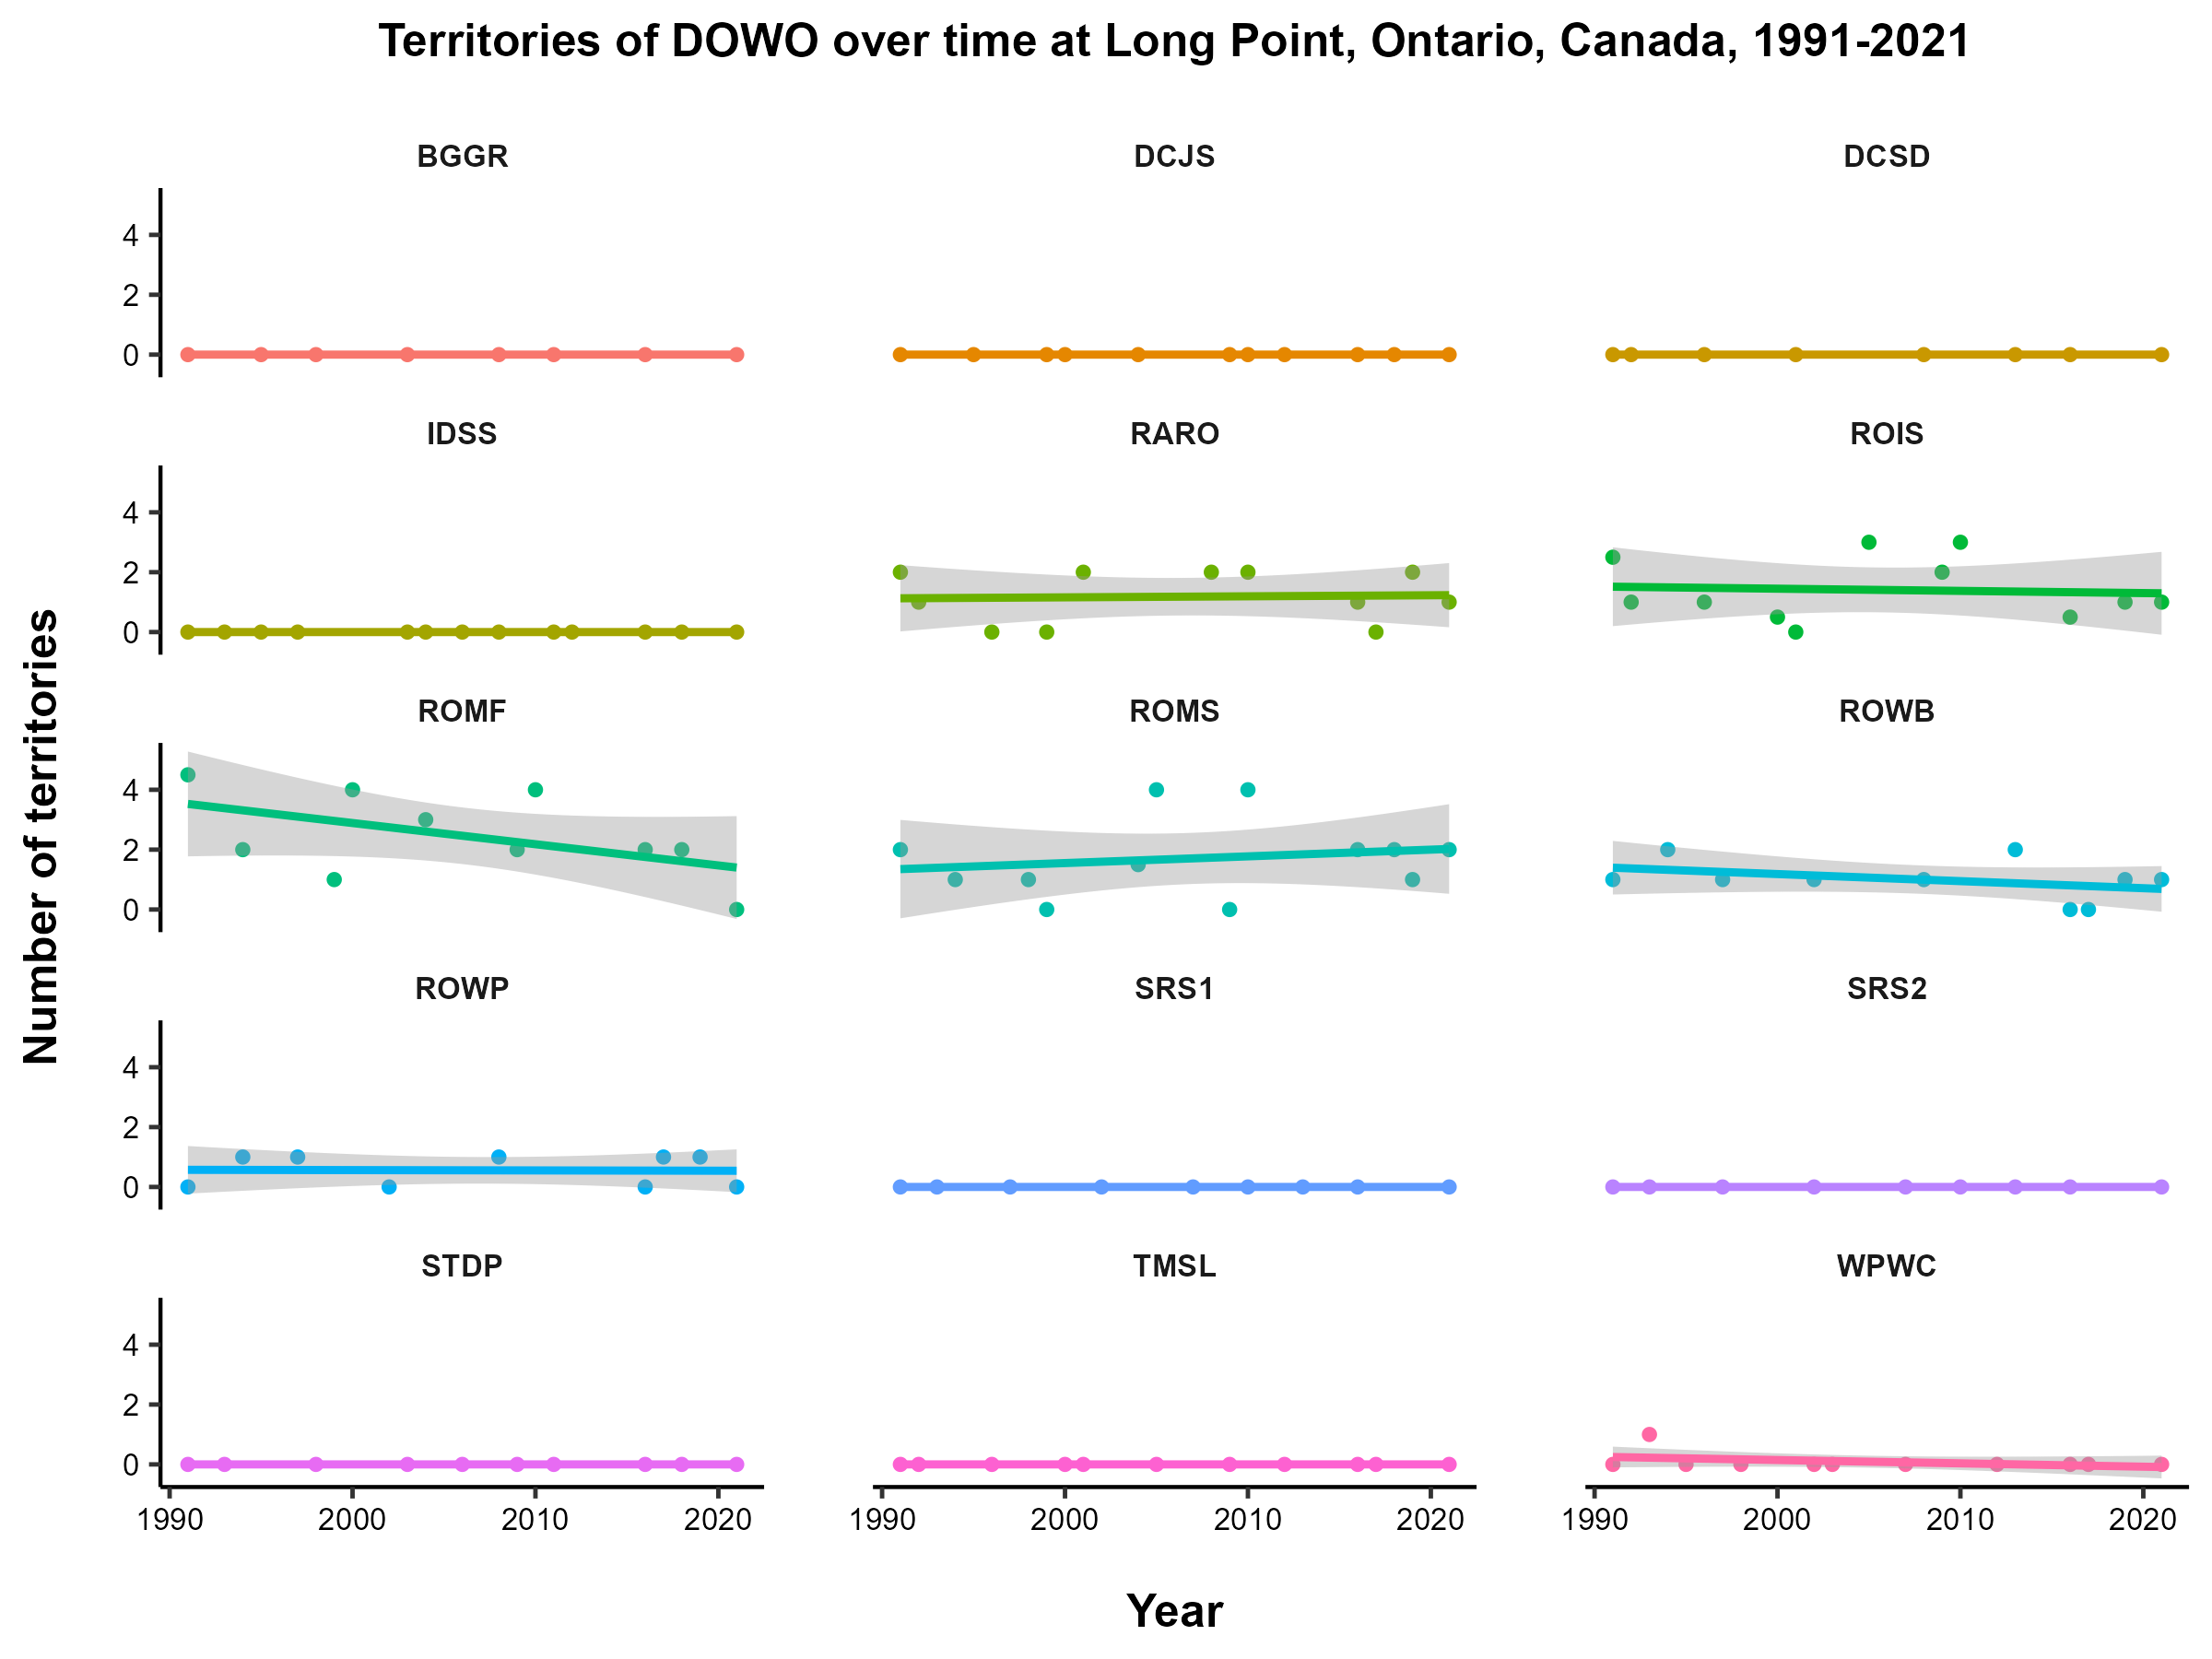 Territories of DOWO over time at Long Point, Ontario, Canada, 1991-2021
BGGR DCJS DCSD
4
2
0
IDSS RARO ROIS
4
2
0
ROMF ROMS ROWB
4
2
0
ROWP SRS1 SRS2
4
2
0
STDP TMSL WPWC
4
2
0
1990 2000 2010 2020 1990 2000 2010 2020 1990 2000 2010 2020
Number of territories
Year